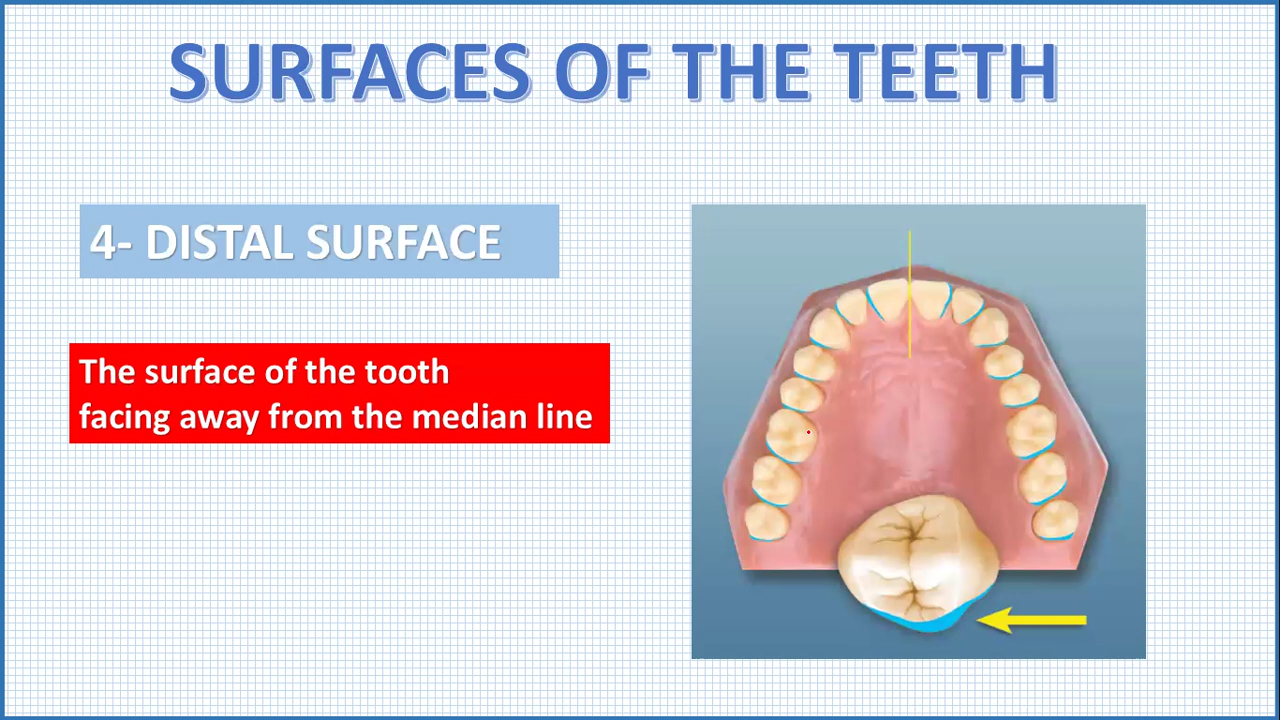 SURFACES OF THE TEETH
4- DISTAL SURFACE
The surface of the tooth
facing away from the median line